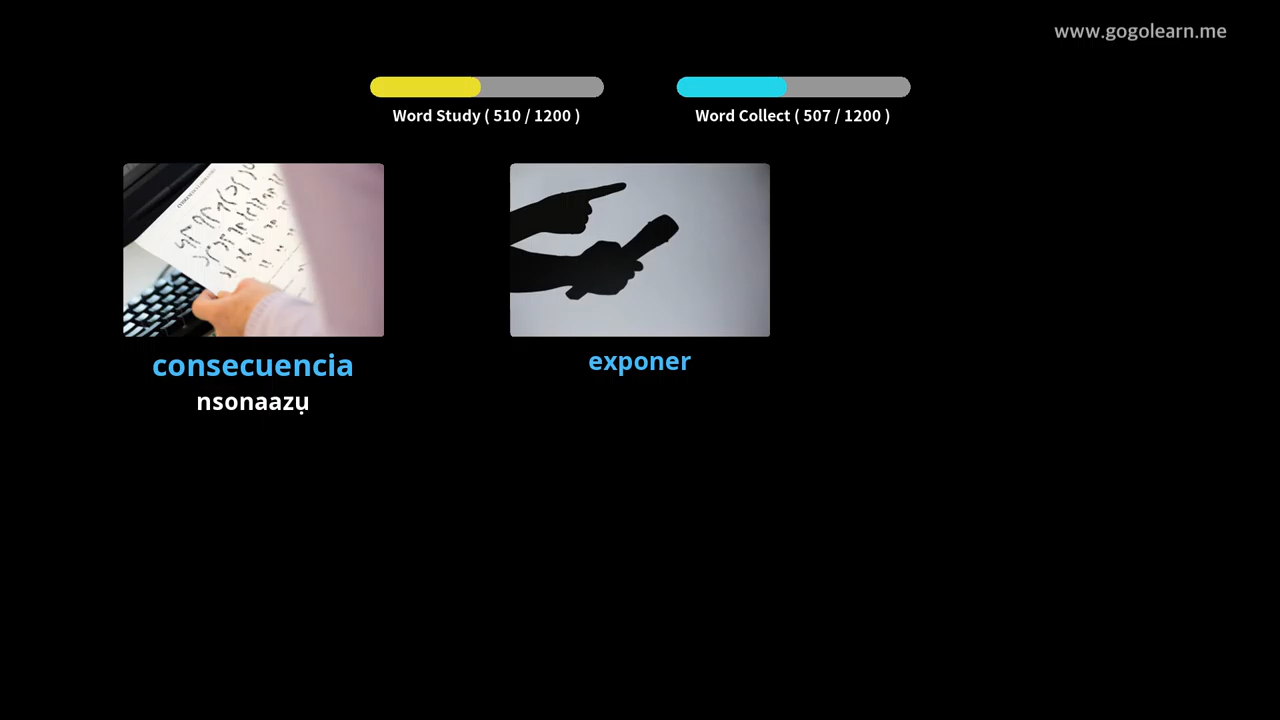 www.gogolearn.me
Word Study ( 510 / 1200 )
Word Collect ( 507 / 1200 )
consecuencia
nsonaazụ
exponer